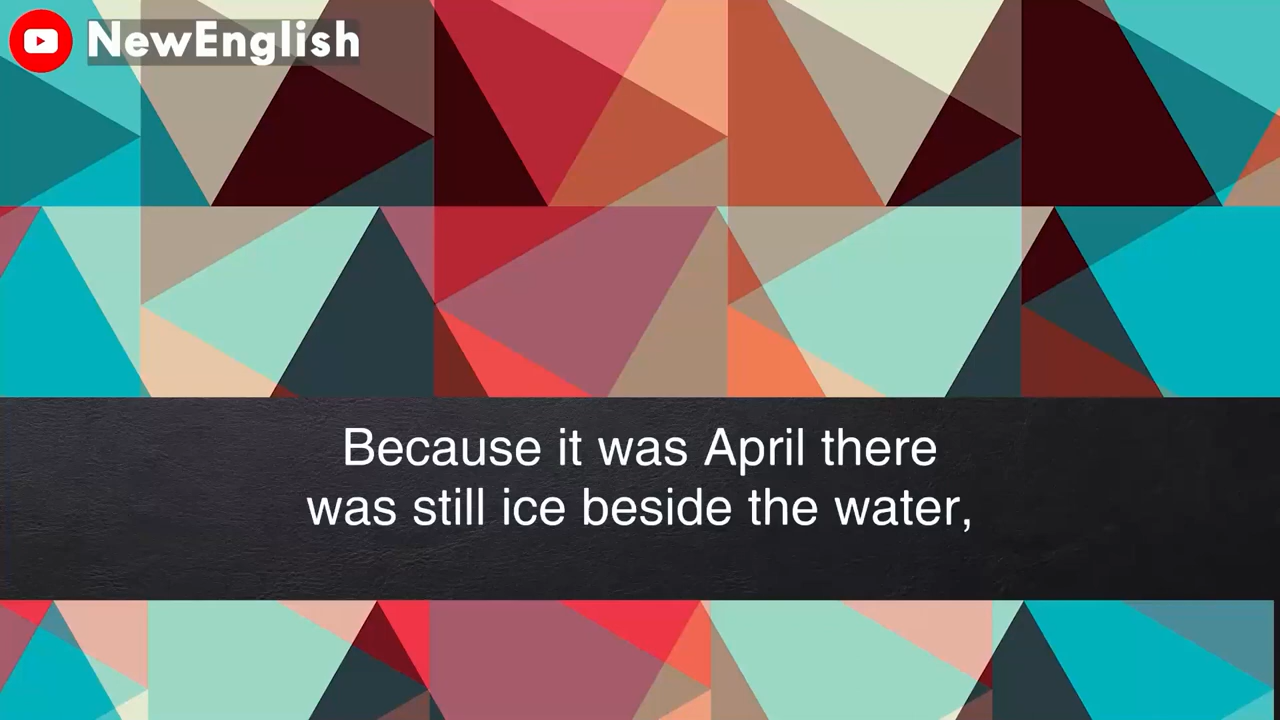 NewEnglish
Because it was April there
was still ice beside the water,